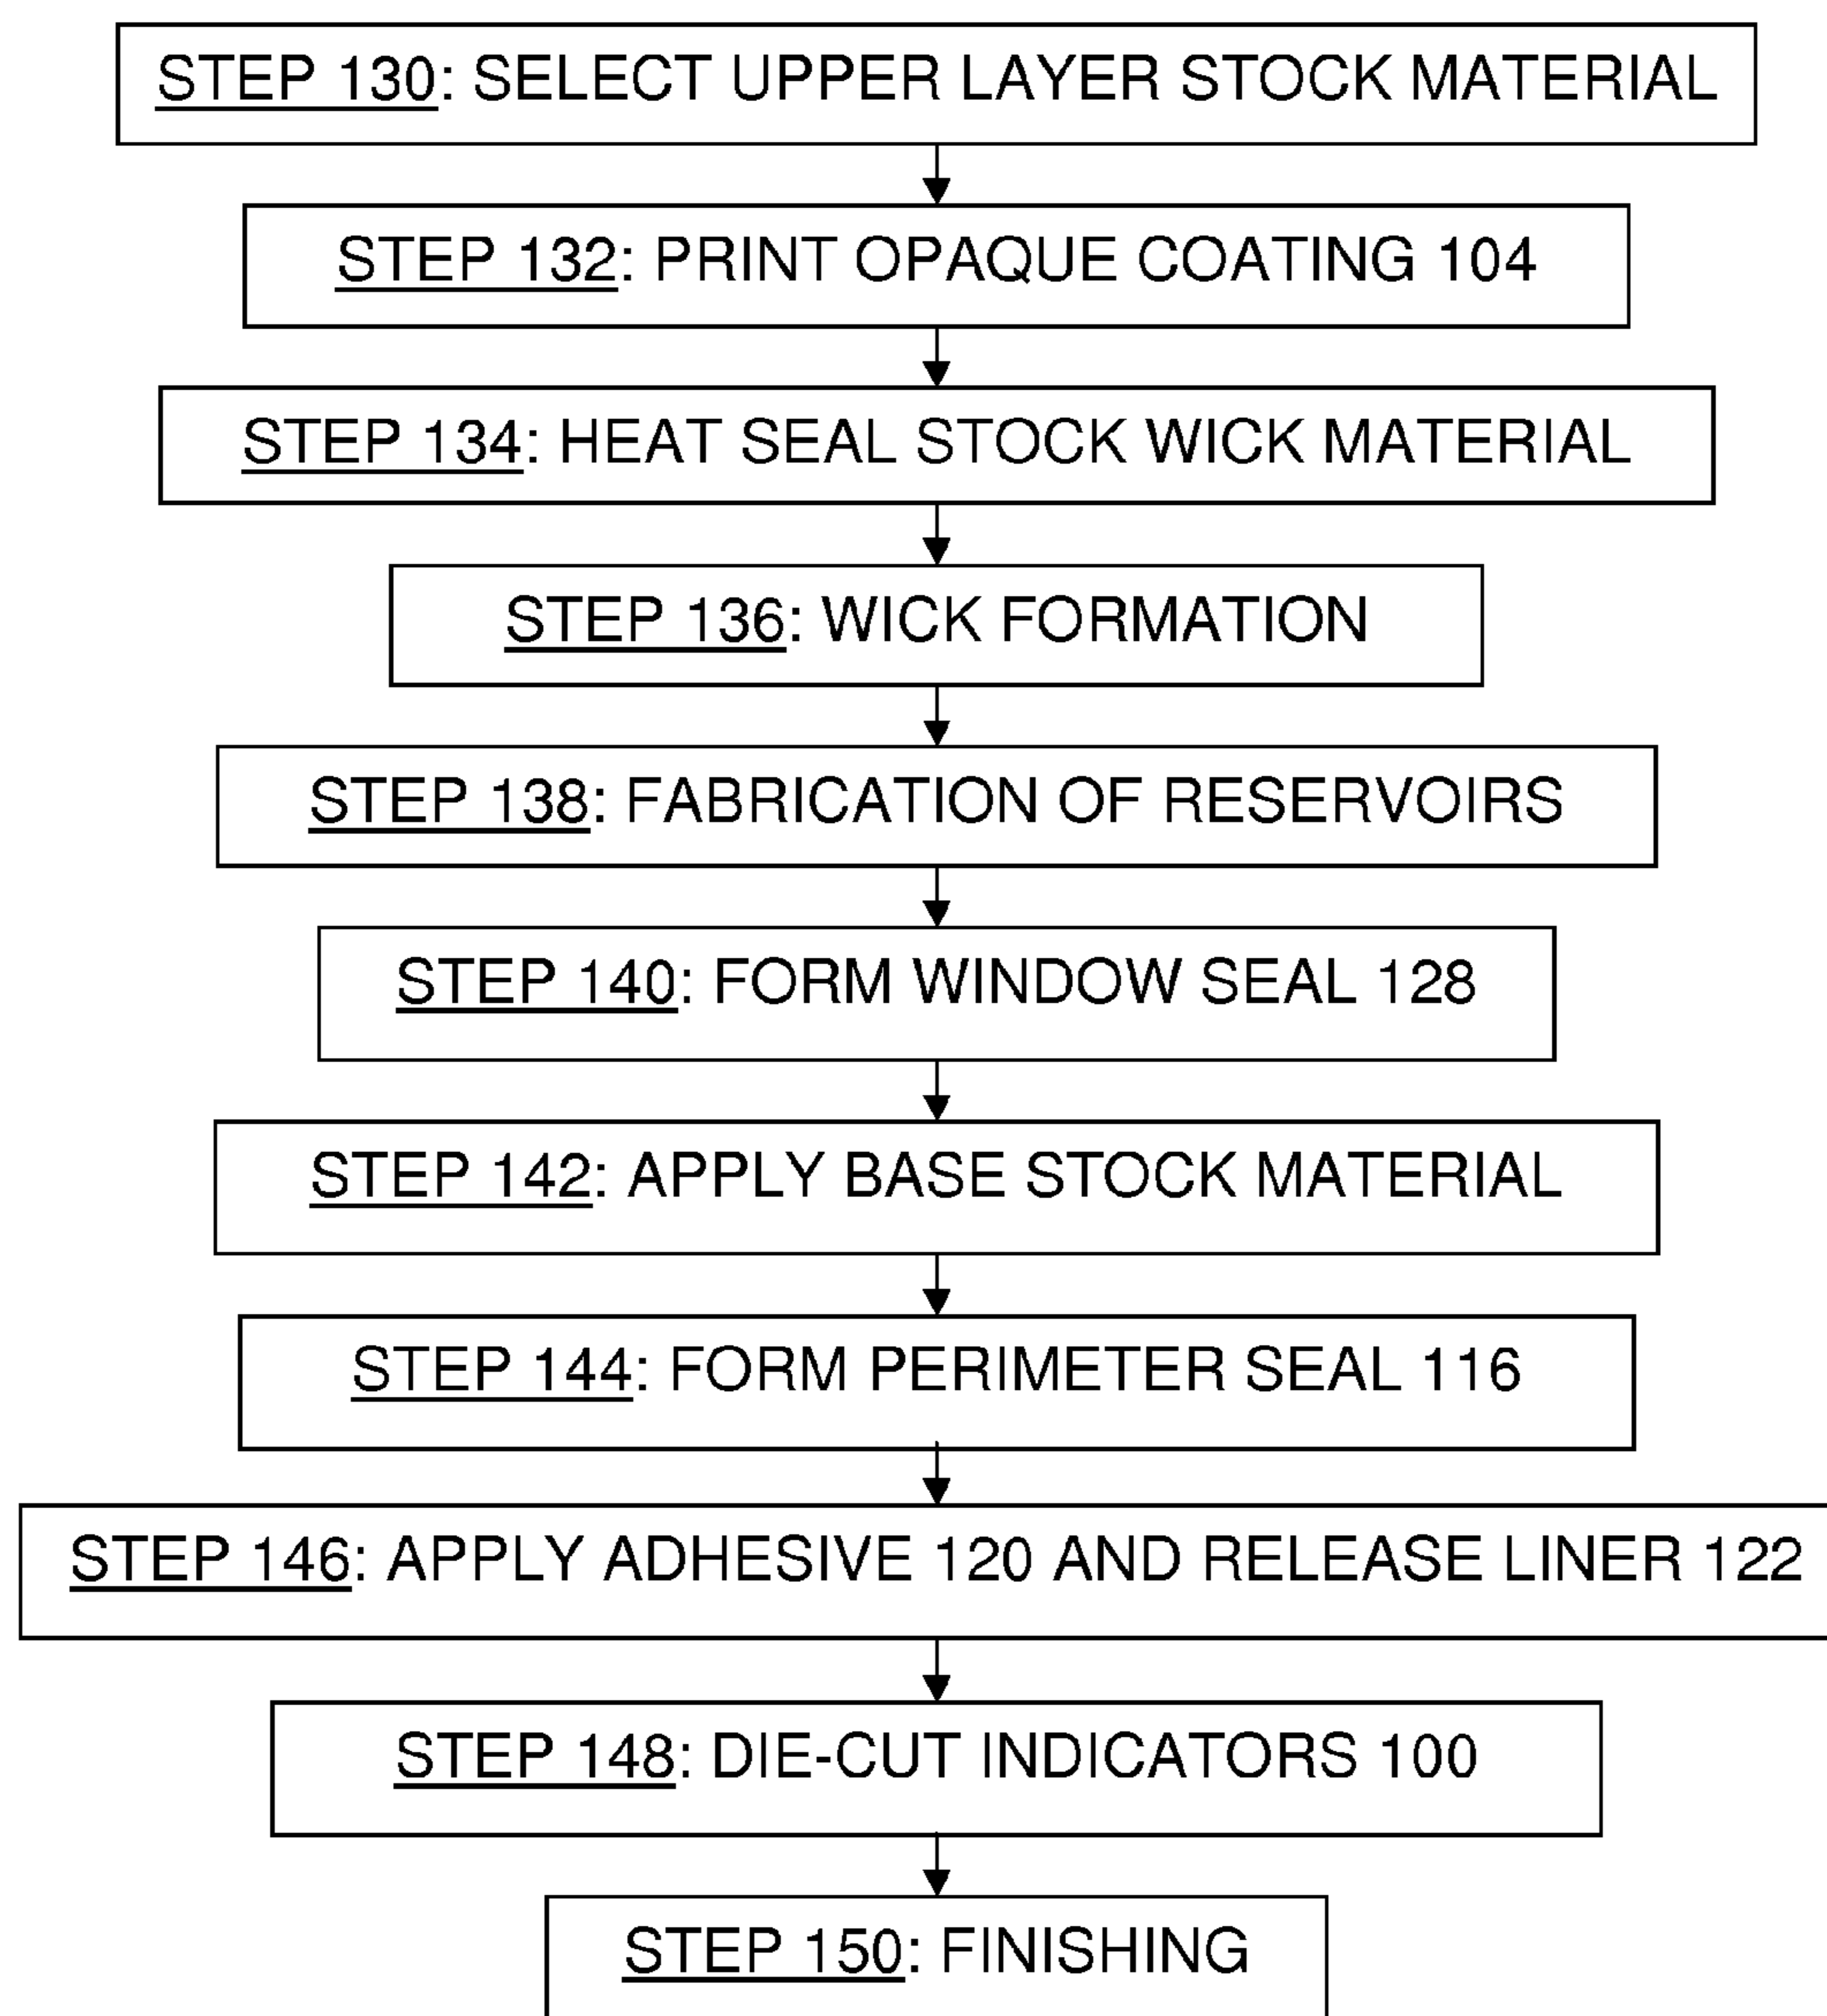 STEP 130: SELECT UPPER LAYER STOCK MATERIAL
STEP 132: PRINT OPAQUE COATING 104
STEP 134: HEAT SEAL STOCK WICK MATERIAL
STEP 136: WICK FORMATION
STEP 138: FABRICATION OF RESERVOIRS
STEP 140: FORM WINDOW SEAL 128
STEP 142: APPLY BASE STOCK MATERIAL
STEP 144: FORM PERIMETER SEAL 116
STEP 146: APPLY ADHESIVE 120 AND RELEASE LINER 122
STEP 148: DIE-CUT INDICATORS 100
STEP 150: FINISHING